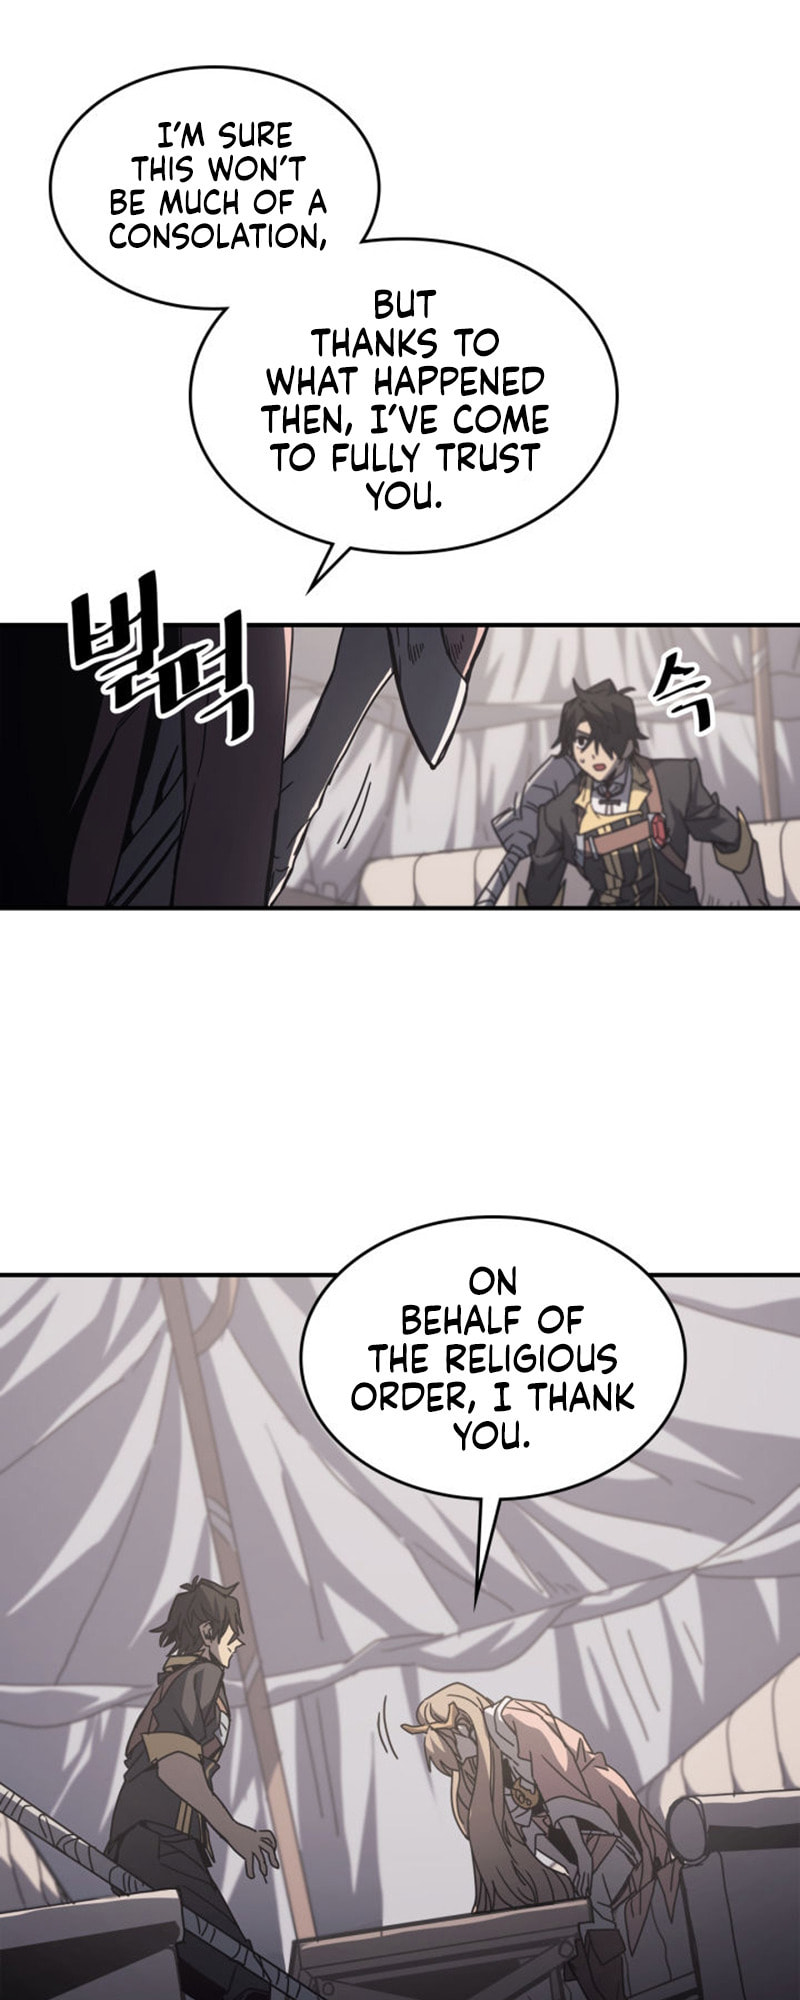 I'M SURE
THIS WON'T
BE MUCH OF A
CONSOLATION,
BUT
THANKS TO
WHAT HAPPENED
THEN, I'VE COME
TO FULLY TRUST
YOU.
벌떡
슥
ON
BEHALF OF
THE RELIGIOUS
ORDER, I THANK
YOU.